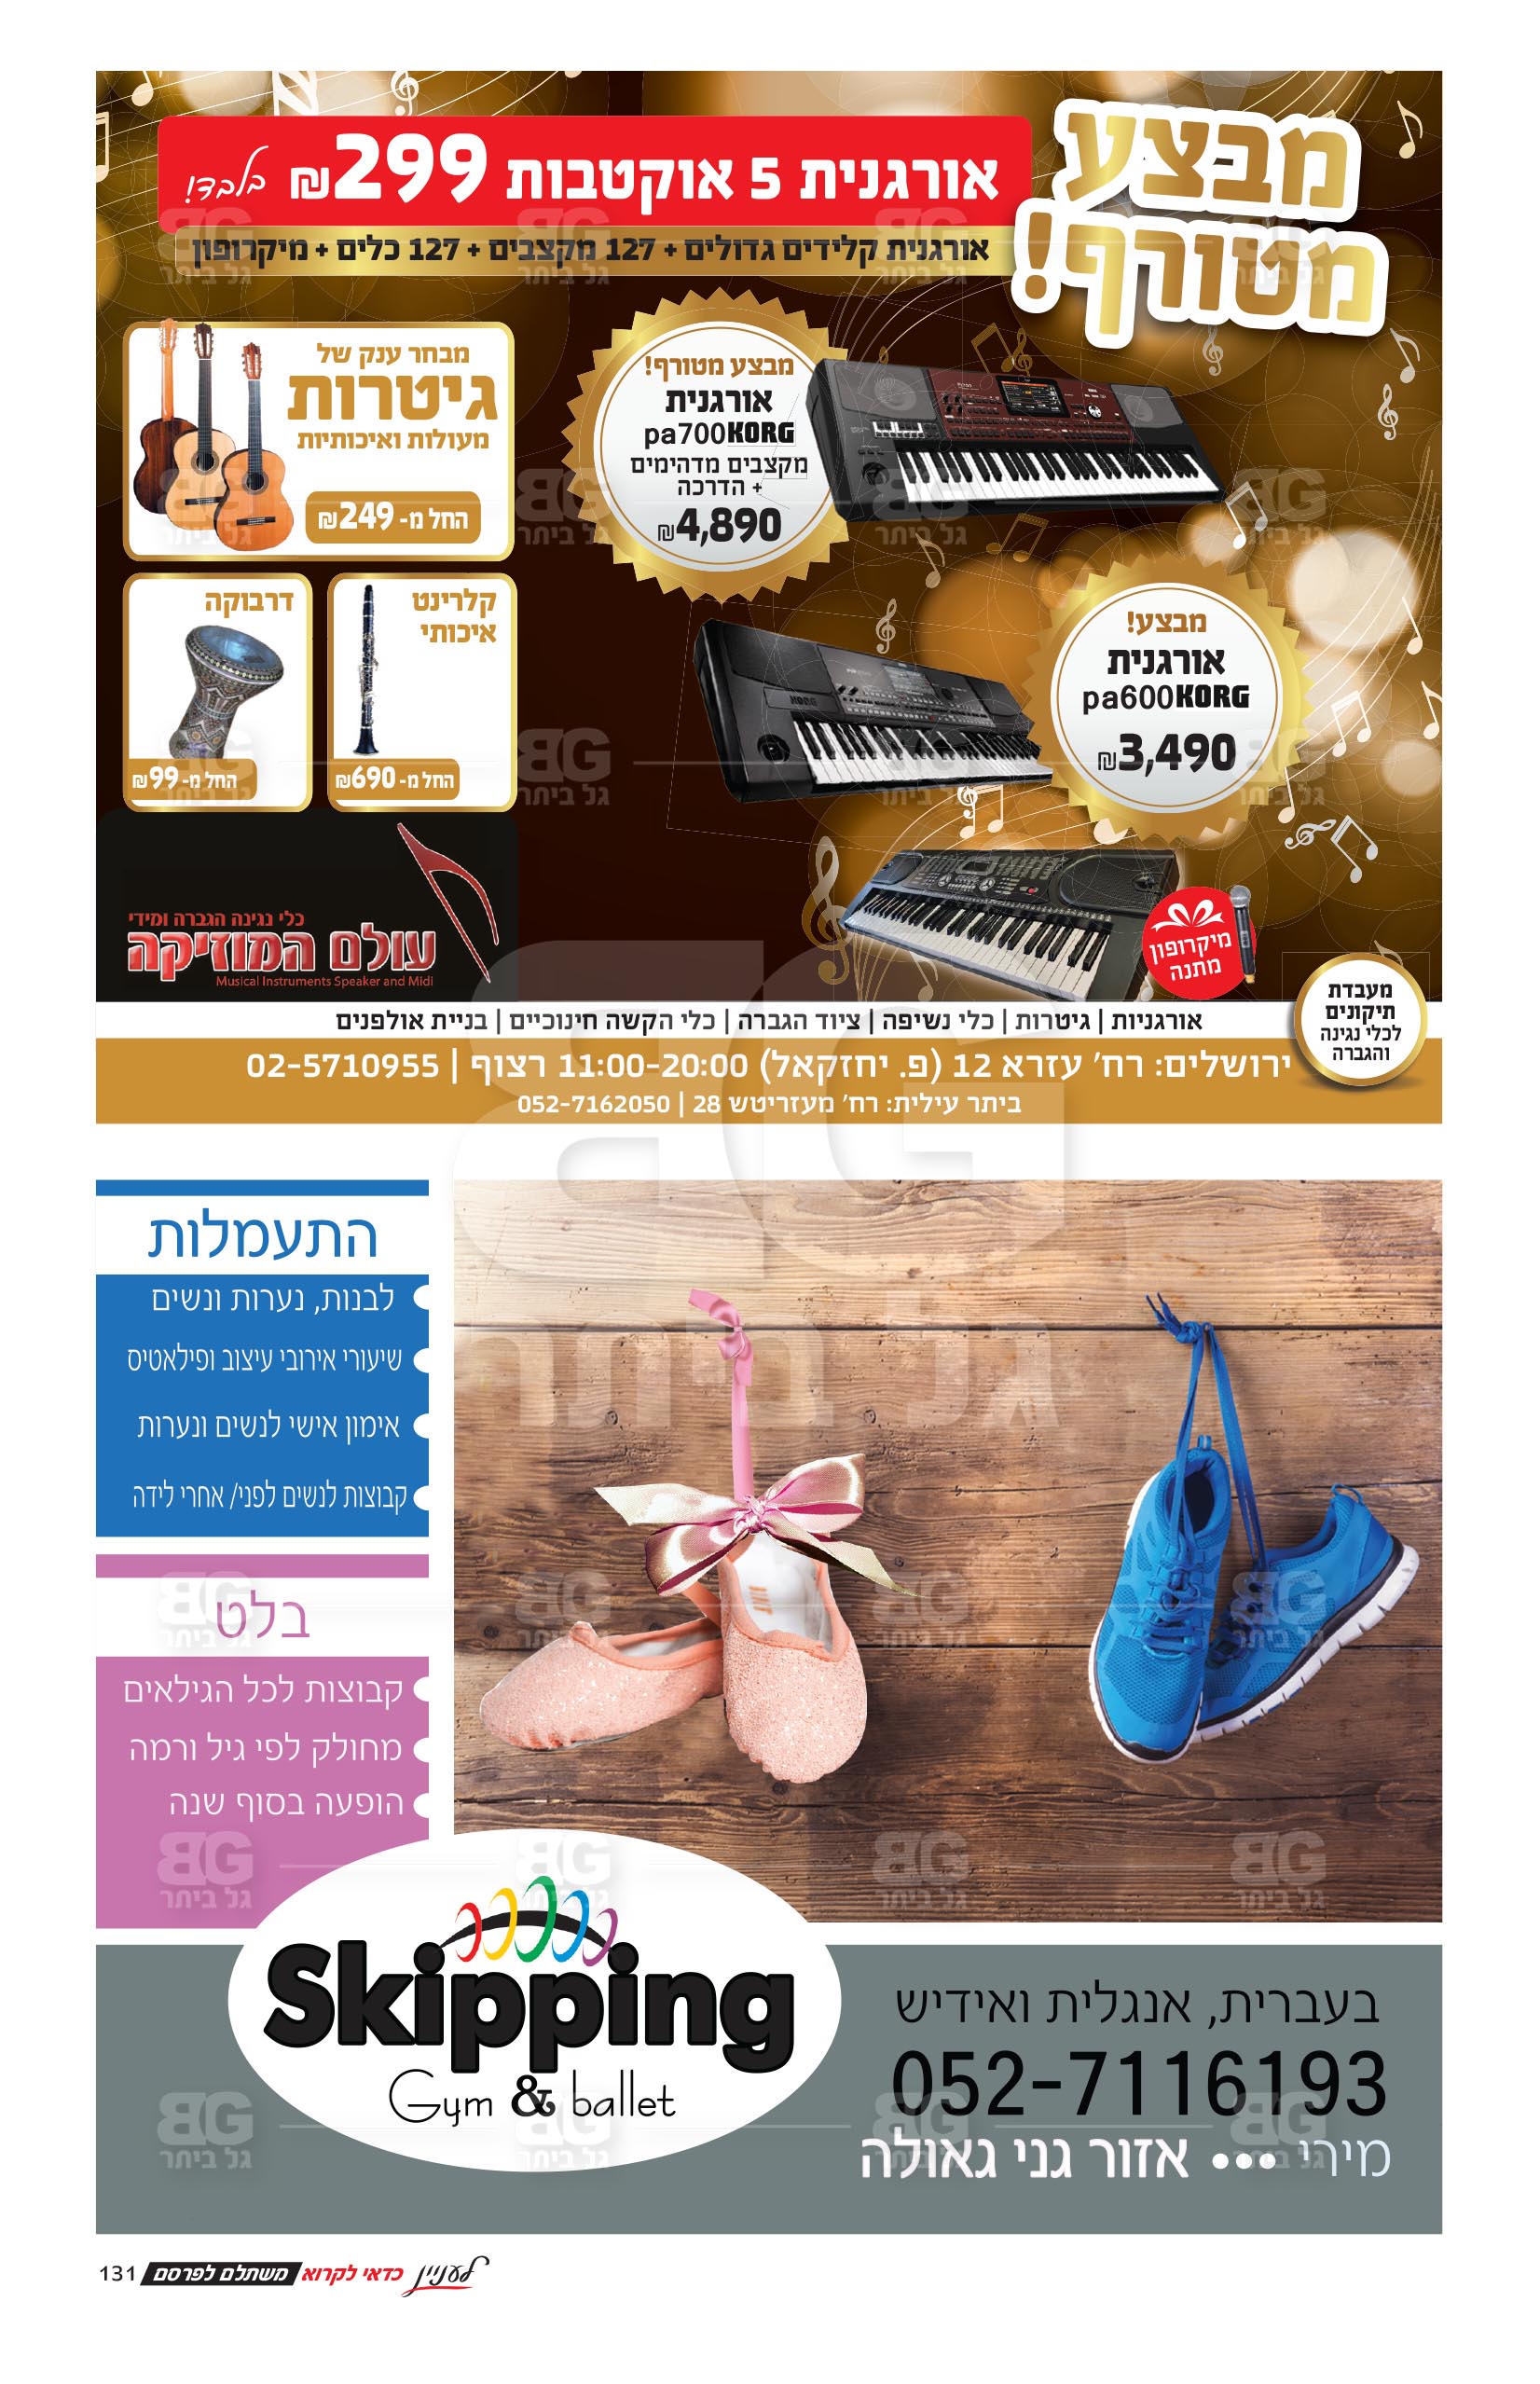 מבצע
מטורף!
אורגנית 5 אוקטבות 299₪ בלבד!
אורגנית קלידים גדולים + 127 מקצבים + 127 כלים + מיקרופון
מבצע מטורף!
אורגנית
pa700KORG
מקצבים מדהימים
+ הדרכה
4,890₪
מבחר ענק של
גיטרות
מעולות ואיכותיות
החל מ- 249₪
קלרינט
איכותי
החל מ- 690₪
דרבוקה
החל מ- 99₪
מבצע!
אורגנית
pa600KORG
3,490₪
KORG
מיקרופון
מתנה
כלי נגינה הגברה ומידי
עולם המוזיקה
Musical Instruments Speaker and Midi
מעבדת
תיקונים
לכלי נגינה
והגברה
אורגניות | גיטרות | כלי נשיפה | ציוד הגברה | כלי הקשה חינוכיים | בניית אולפנים
ירושלים: רח' עזרא 12 (פ. יחזקאל) 11:00-20:00 רצוף | 02-5710955
ביתר עילית: רח' מעזריטש 28 | 052-7162050
התעמלות
לבנות, נערות ונשים
שיעורי אירובי עיצוב ופילאטיס
אימון אישי לנשים ונערות
קבוצות לנשים לפני/ אחרי לידה
בלט
קבוצות לכל הגילאים
מחולק לפי גיל ורמה
הופעה בסוף שנה
Skipping
Gym & ballet
בעברית, אנגלית ואידיש
052-7116193
מירי ••• אזור גני גאולה
BG
גל ביתר
לעניין כדאי לקרוא משתלם לפרסם 131